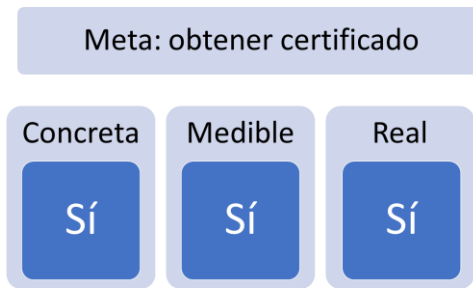 Meta: obtener certificado
Concreta Medible Real
Sí Sí Sí